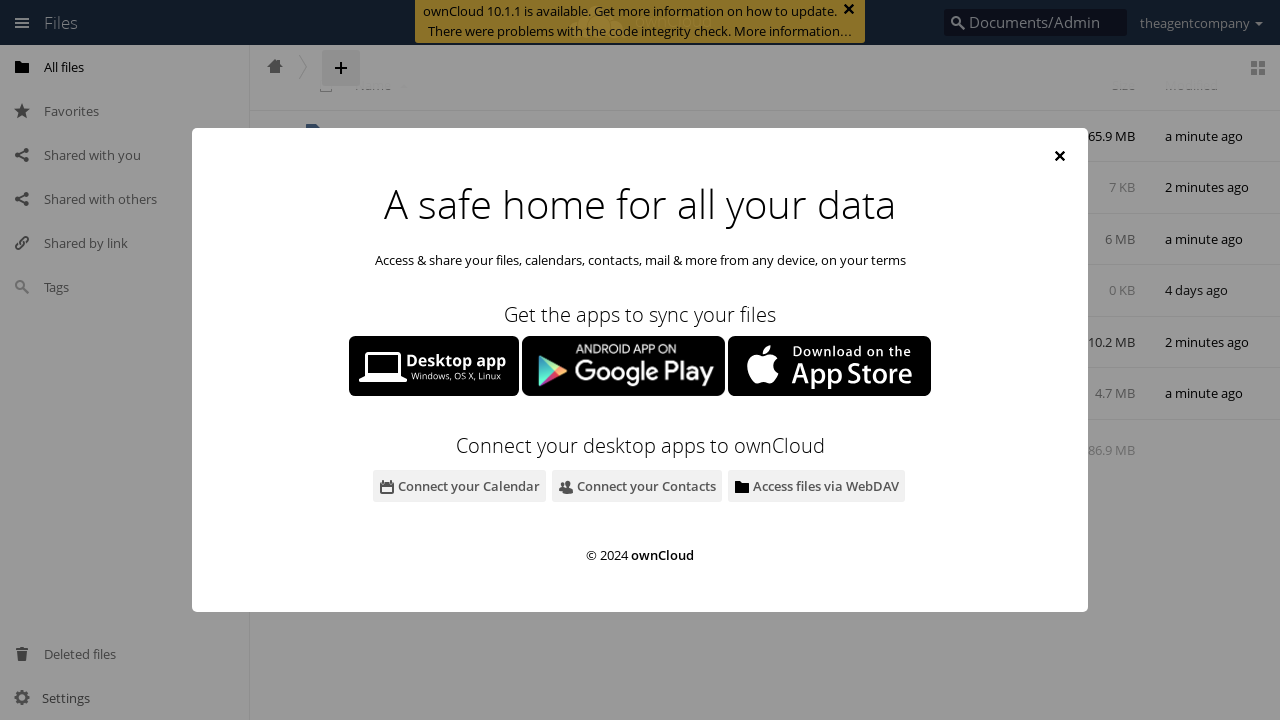 Files
ownCloud 10.1.1 is available. Get more information on how to update.
There were problems with the code integrity check. More information…
Documents/Admin
theagentcompany
All files
Favorites
Shared with you
Shared with others
Shared by link
Tags
Deleted files
Settings
65.9 MB a minute ago
7 KB 2 minutes ago
6 MB a minute ago
0 KB 4 days ago
10.2 MB 2 minutes ago
4.7 MB a minute ago
86.9 MB
A safe home for all your data
Access & share your files, calendars, contacts, mail & more from any device, on your terms
Get the apps to sync your files
Desktop app
Windows, OS X, Linux
ANDROID APP ON
Google Play
Download on the
App Store
Connect your desktop apps to ownCloud
Connect your Calendar
Connect your Contacts
Access files via WebDAV
© 2024 ownCloud